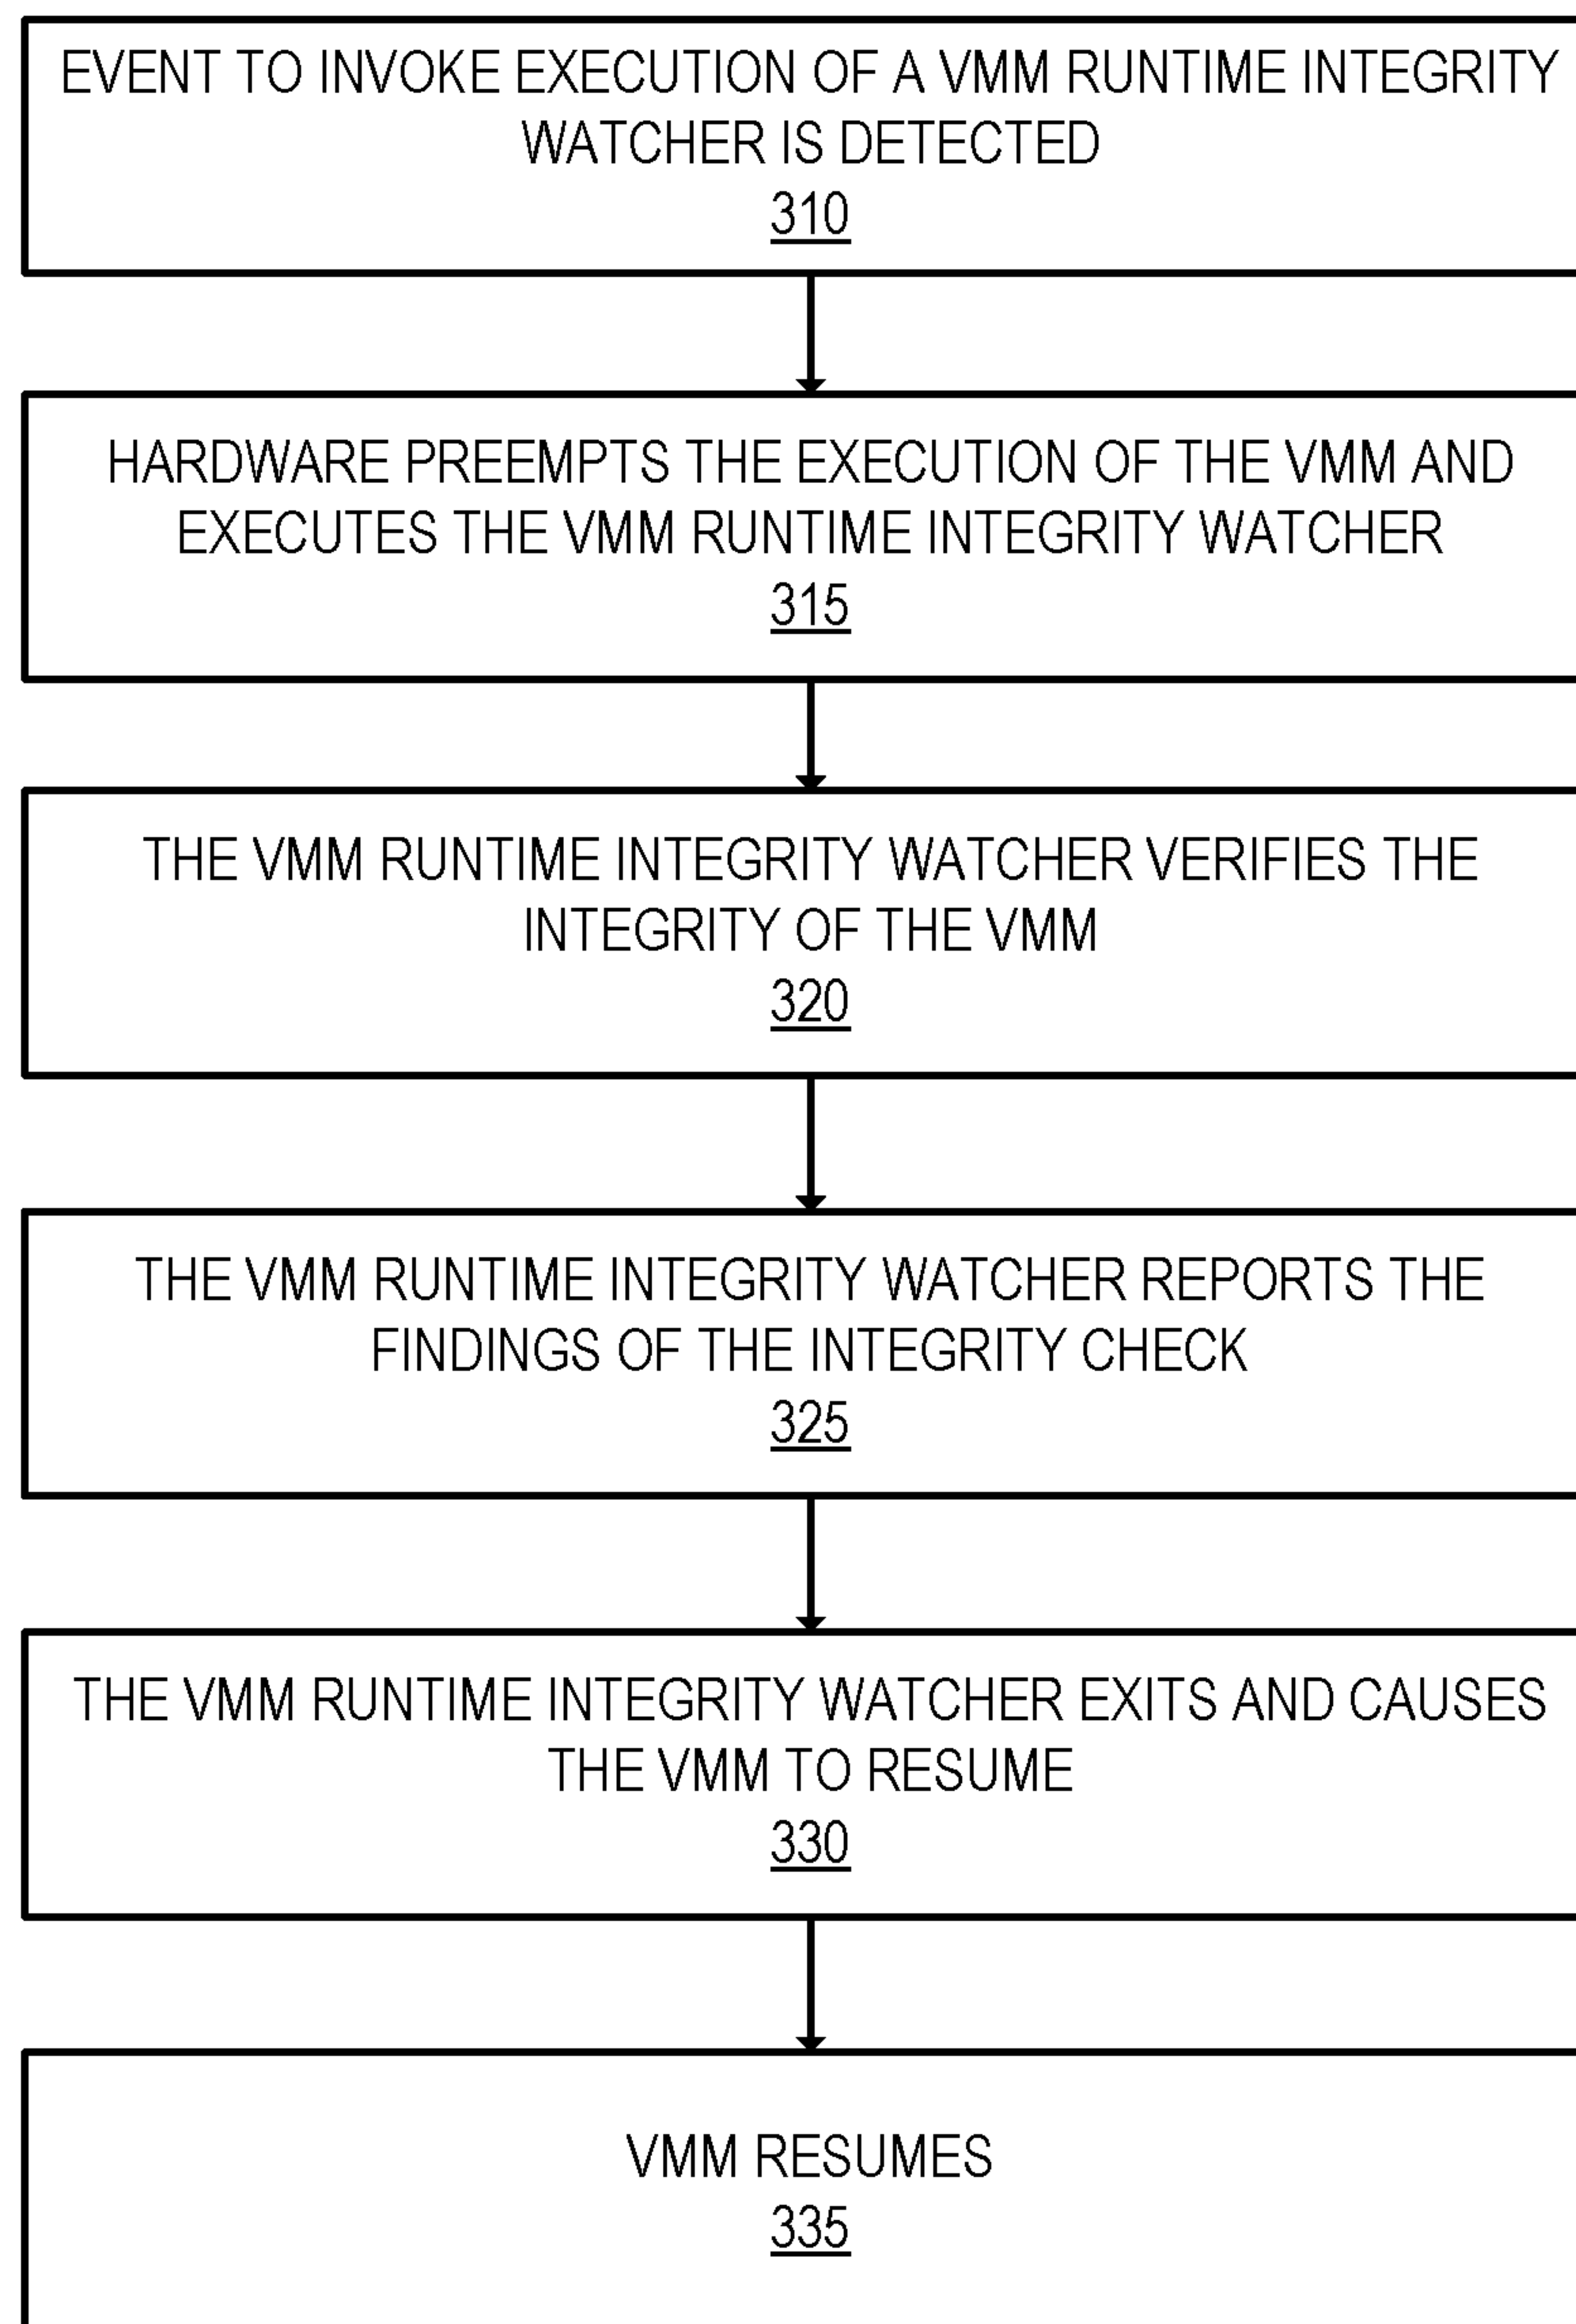 EVENT TO INVOKE EXECUTION OF A VMM RUNTIME INTEGRITY
WATCHER IS DETECTED
310
HARDWARE PREEMPTS THE EXECUTION OF THE VMM AND
EXECUTES THE VMM RUNTIME INTEGRITY WATCHER
315
THE VMM RUNTIME INTEGRITY WATCHER VERIFIES THE
INTEGRITY OF THE VMM
320
THE VMM RUNTIME INTEGRITY WATCHER REPORTS THE
FINDINGS OF THE INTEGRITY CHECK
325
THE VMM RUNTIME INTEGRITY WATCHER EXITS AND CAUSES
THE VMM TO RESUME
330
VMM RESUMES
335